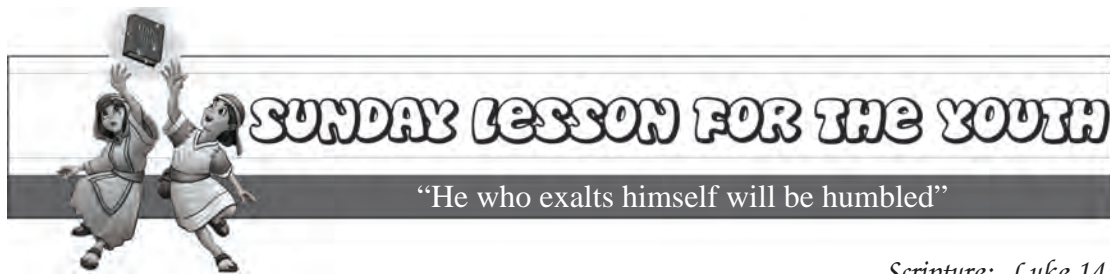 SUNDAY LESSON FOR THE YOUTH
“He who exalts himself will be humbled”
Scripture: Luke 14